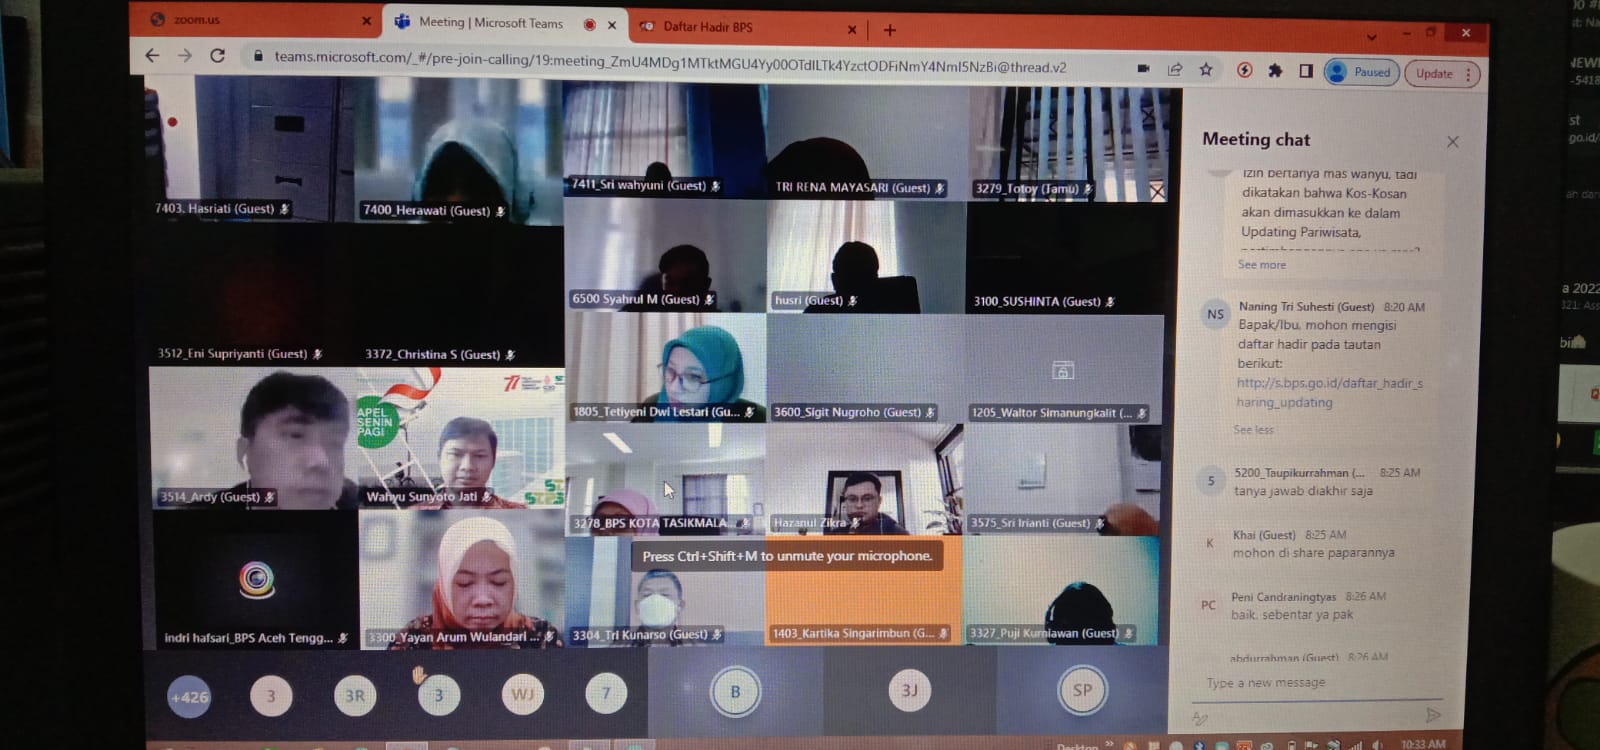 zoom.us
Meeting | Microsoft Teams
Daftar Hadir BPS
teams.microsoft.com/_#/pre-join-calling/19:meeting_ZmU4MDg1MTktMGU4Yy00OTdlLTk4YzctODFiNmY4NmI5NzBi@thread.v2
Paused
Update
7403. Hasriati (Guest)
7400_Herawati (Guest)
7411_Sri wahyuni (Guest)
TRI RENA MAYASARI (Guest)
3279_Totoy (Tamu)
6500 Syahrul M (Guest)
husri (Guest)
3100_SUSHINTA (Guest)
3512_Eni Supriyanti (Guest)
3372_Christina S (Guest)
1805_Tetiyeni Dwi Lestari (Gu...
3600_Sigit Nugroho (Guest)
1205_Waltor Simanungkalit (...
77
APEL
SENIN
PAGI
3514_Ardy (Guest)
Wahyu Sunyoto Jati
3278_BPS KOTA TASIKMALA...
Hazanul Zikra
3575_Sri Irianti (Guest)
Press Ctrl+Shift+M to unmute your microphone.
indri hafsari_BPS Aceh Tengg...
3300_Yayan Arum Wulandari ...
3304_Tri Kunarso (Guest)
1403_Kartika Singarimbun (G...
3327_Puji Kurniawan (Guest)
+426
3
3R
3
WJ
7
B
3J
SP
Meeting chat
Izin bertanya mas wahyu, tadi
dikatakan bahwa Kos-Kosan
akan dimasukkan ke dalam
Updating Pariwisata,
See more
NS
Naning Tri Suhesti (Guest) 8:20 AM
Bapak/Ibu, mohon mengisi
daftar hadir pada tautan
berikut:
http://s.bps.go.id/daftar_hadir_s
haring_updating
See less
5
5200_Taupikurrahman (... 8:25 AM
tanya jawab diakhir saja
K
Khai (Guest) 8:25 AM
mohon di share paparannya
PC
Peni Candraningtyas 8:26 AM
baik. sebentar ya pak
abdurrahman (Guest) 8:26 AM
Type a new message
Desktop
10:33 AM
a 2022